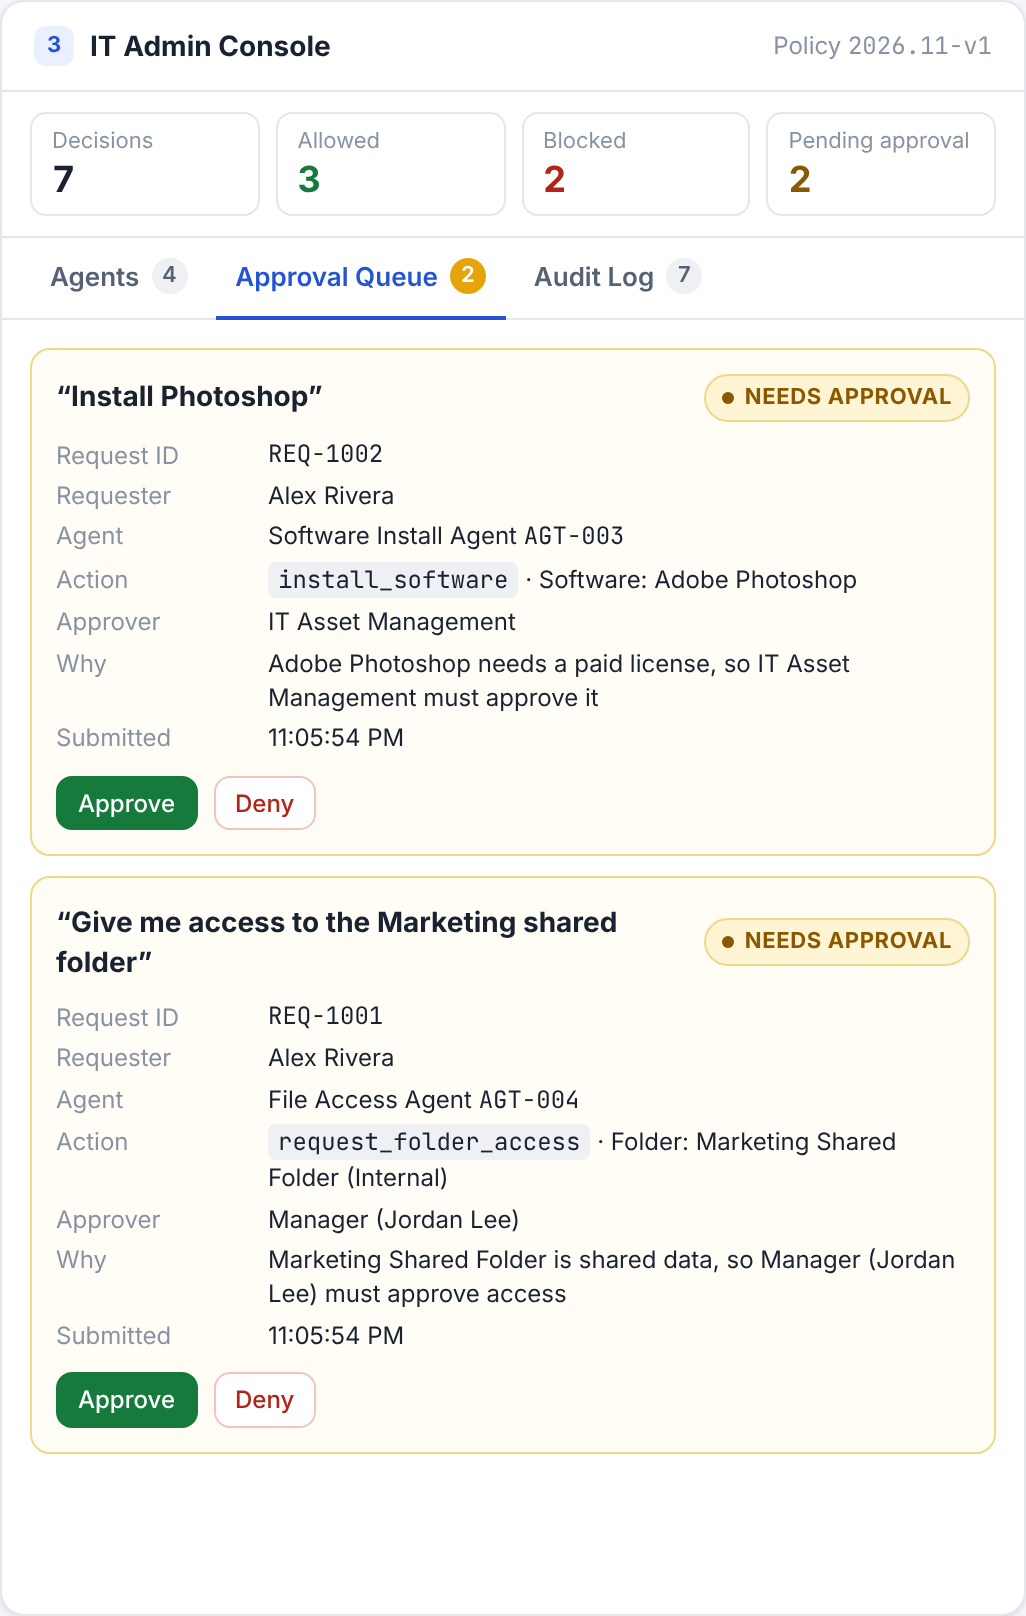 3 IT Admin Console Policy 2026.11-v1
Decisions Allowed Blocked Pending approval
7 3 2 2
Agents 4 Approval Queue 2 Audit Log 7
“Install Photoshop” NEEDS APPROVAL
Request ID REQ-1002
Requester Alex Rivera
Agent Software Install Agent AGT-003
Action install_software · Software: Adobe Photoshop
Approver IT Asset Management
Why Adobe Photoshop needs a paid license, so IT Asset
Management must approve it
Submitted 11:05:54 PM
Approve Deny
“Give me access to the Marketing shared
folder” NEEDS APPROVAL
Request ID REQ-1001
Requester Alex Rivera
Agent File Access Agent AGT-004
Action request_folder_access · Folder: Marketing Shared
Folder (Internal)
Approver Manager (Jordan Lee)
Why Marketing Shared Folder is shared data, so Manager (Jordan
Lee) must approve access
Submitted 11:05:54 PM
Approve Deny